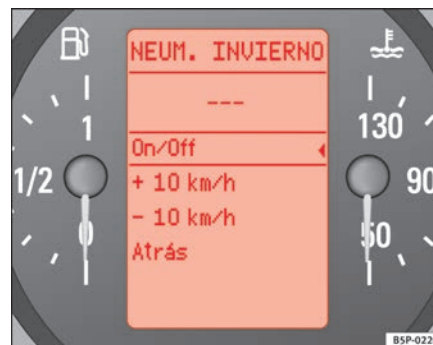 NEUM. INVIERNO
---
On/Off
+ 10 km/h
- 10 km/h
Atrás
1
1/2
0
130
90
50
B5P-022